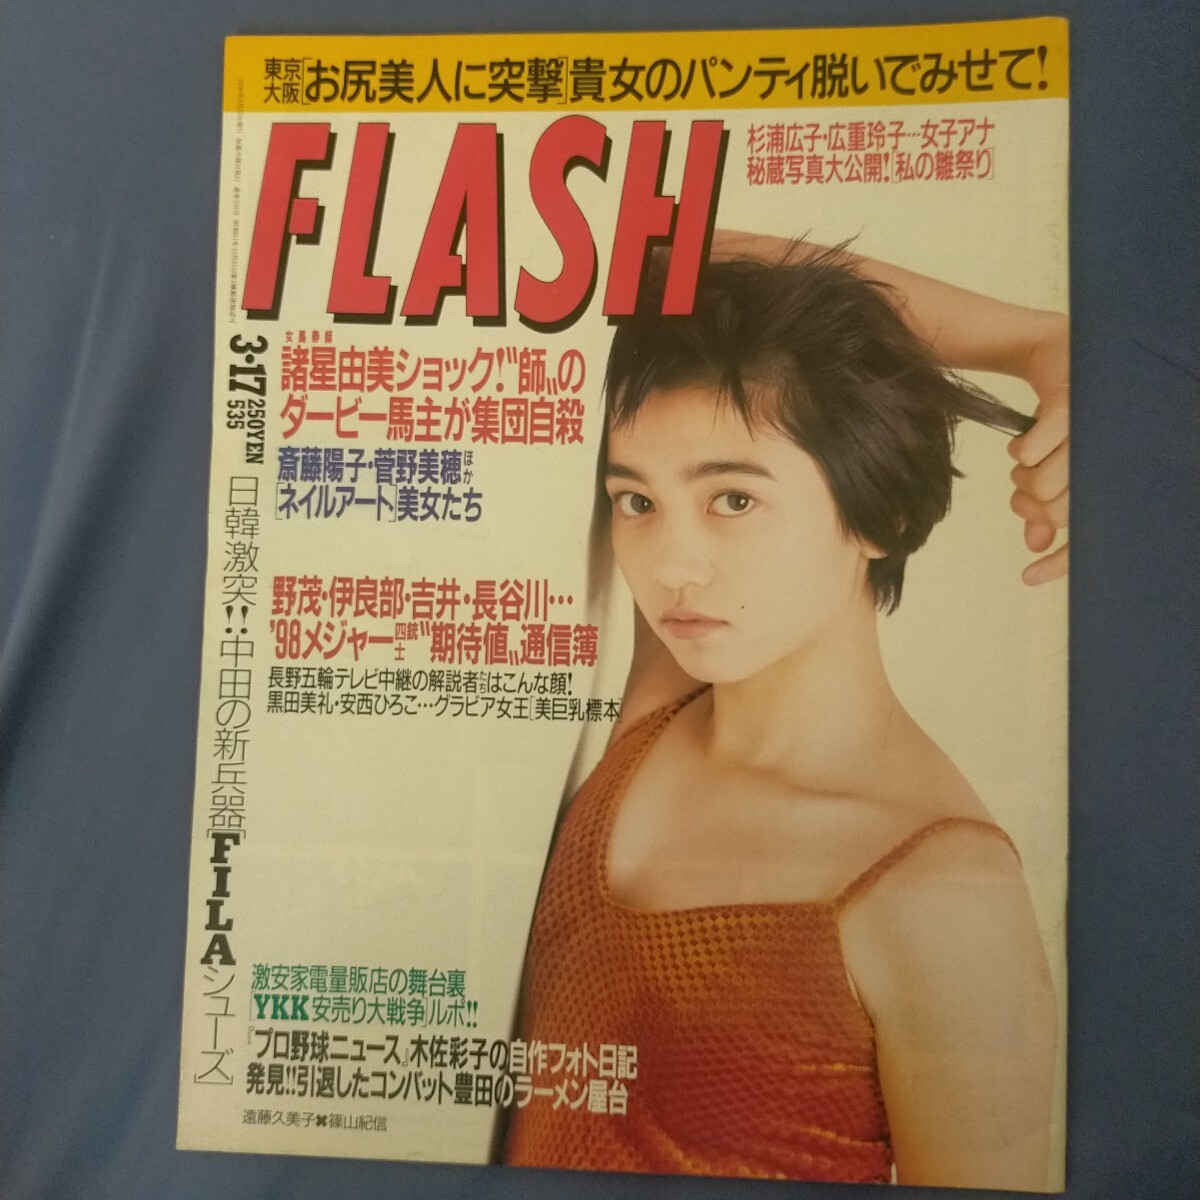 東京
大阪
[お尻美人に突撃]貴女のパンティ脱いでみせて!
FLASH
杉浦広子・広重玲子…女子アナ
秘蔵写真大公開![私の雛祭り]
3・17
250YEN
535
諸星由美ショック!〝師〟の
ダービー馬主が集団自殺
斎藤陽子・菅野美穂ほか
[ネイルアート]美女たち
野茂・伊良部・吉井・長谷川…
'98メジャー四銃士〝期待値〟通信簿
長野五輪テレビ中継の解説者たちはこんな顔!
黒田美礼・安西ひろこ…グラビア女王[美巨乳標本]
日韓激突!!中田の新兵器[FILAシューズ]
激安家電量販店の舞台裏
[YKK安売り大戦争]ルポ!!
『プロ野球ニュース』木佐彩子の自作フォト日記
発見!!引退したコンバット豊田のラーメン屋台
遠藤久美子✖篠山紀信